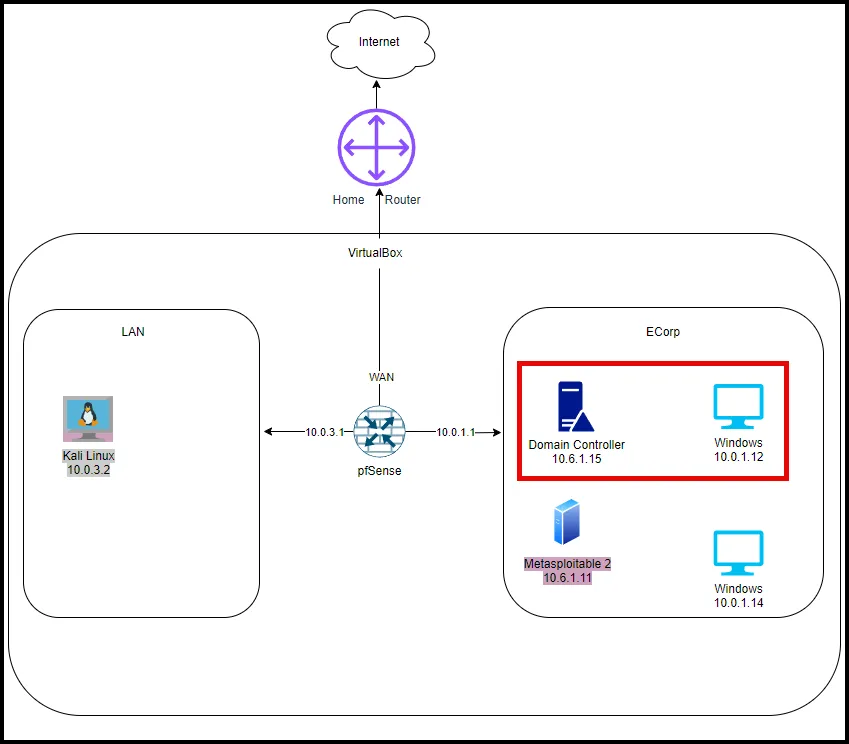 Internet
Home Router
VirtualBox
LAN
ECorp
WAN
Kali Linux
10.0.3.2
10.0.3.1
10.0.1.1
pfSense
Domain Controller
10.6.1.15
Windows
10.0.1.12
Metasploitable 2
10.6.1.11
Windows
10.0.1.14